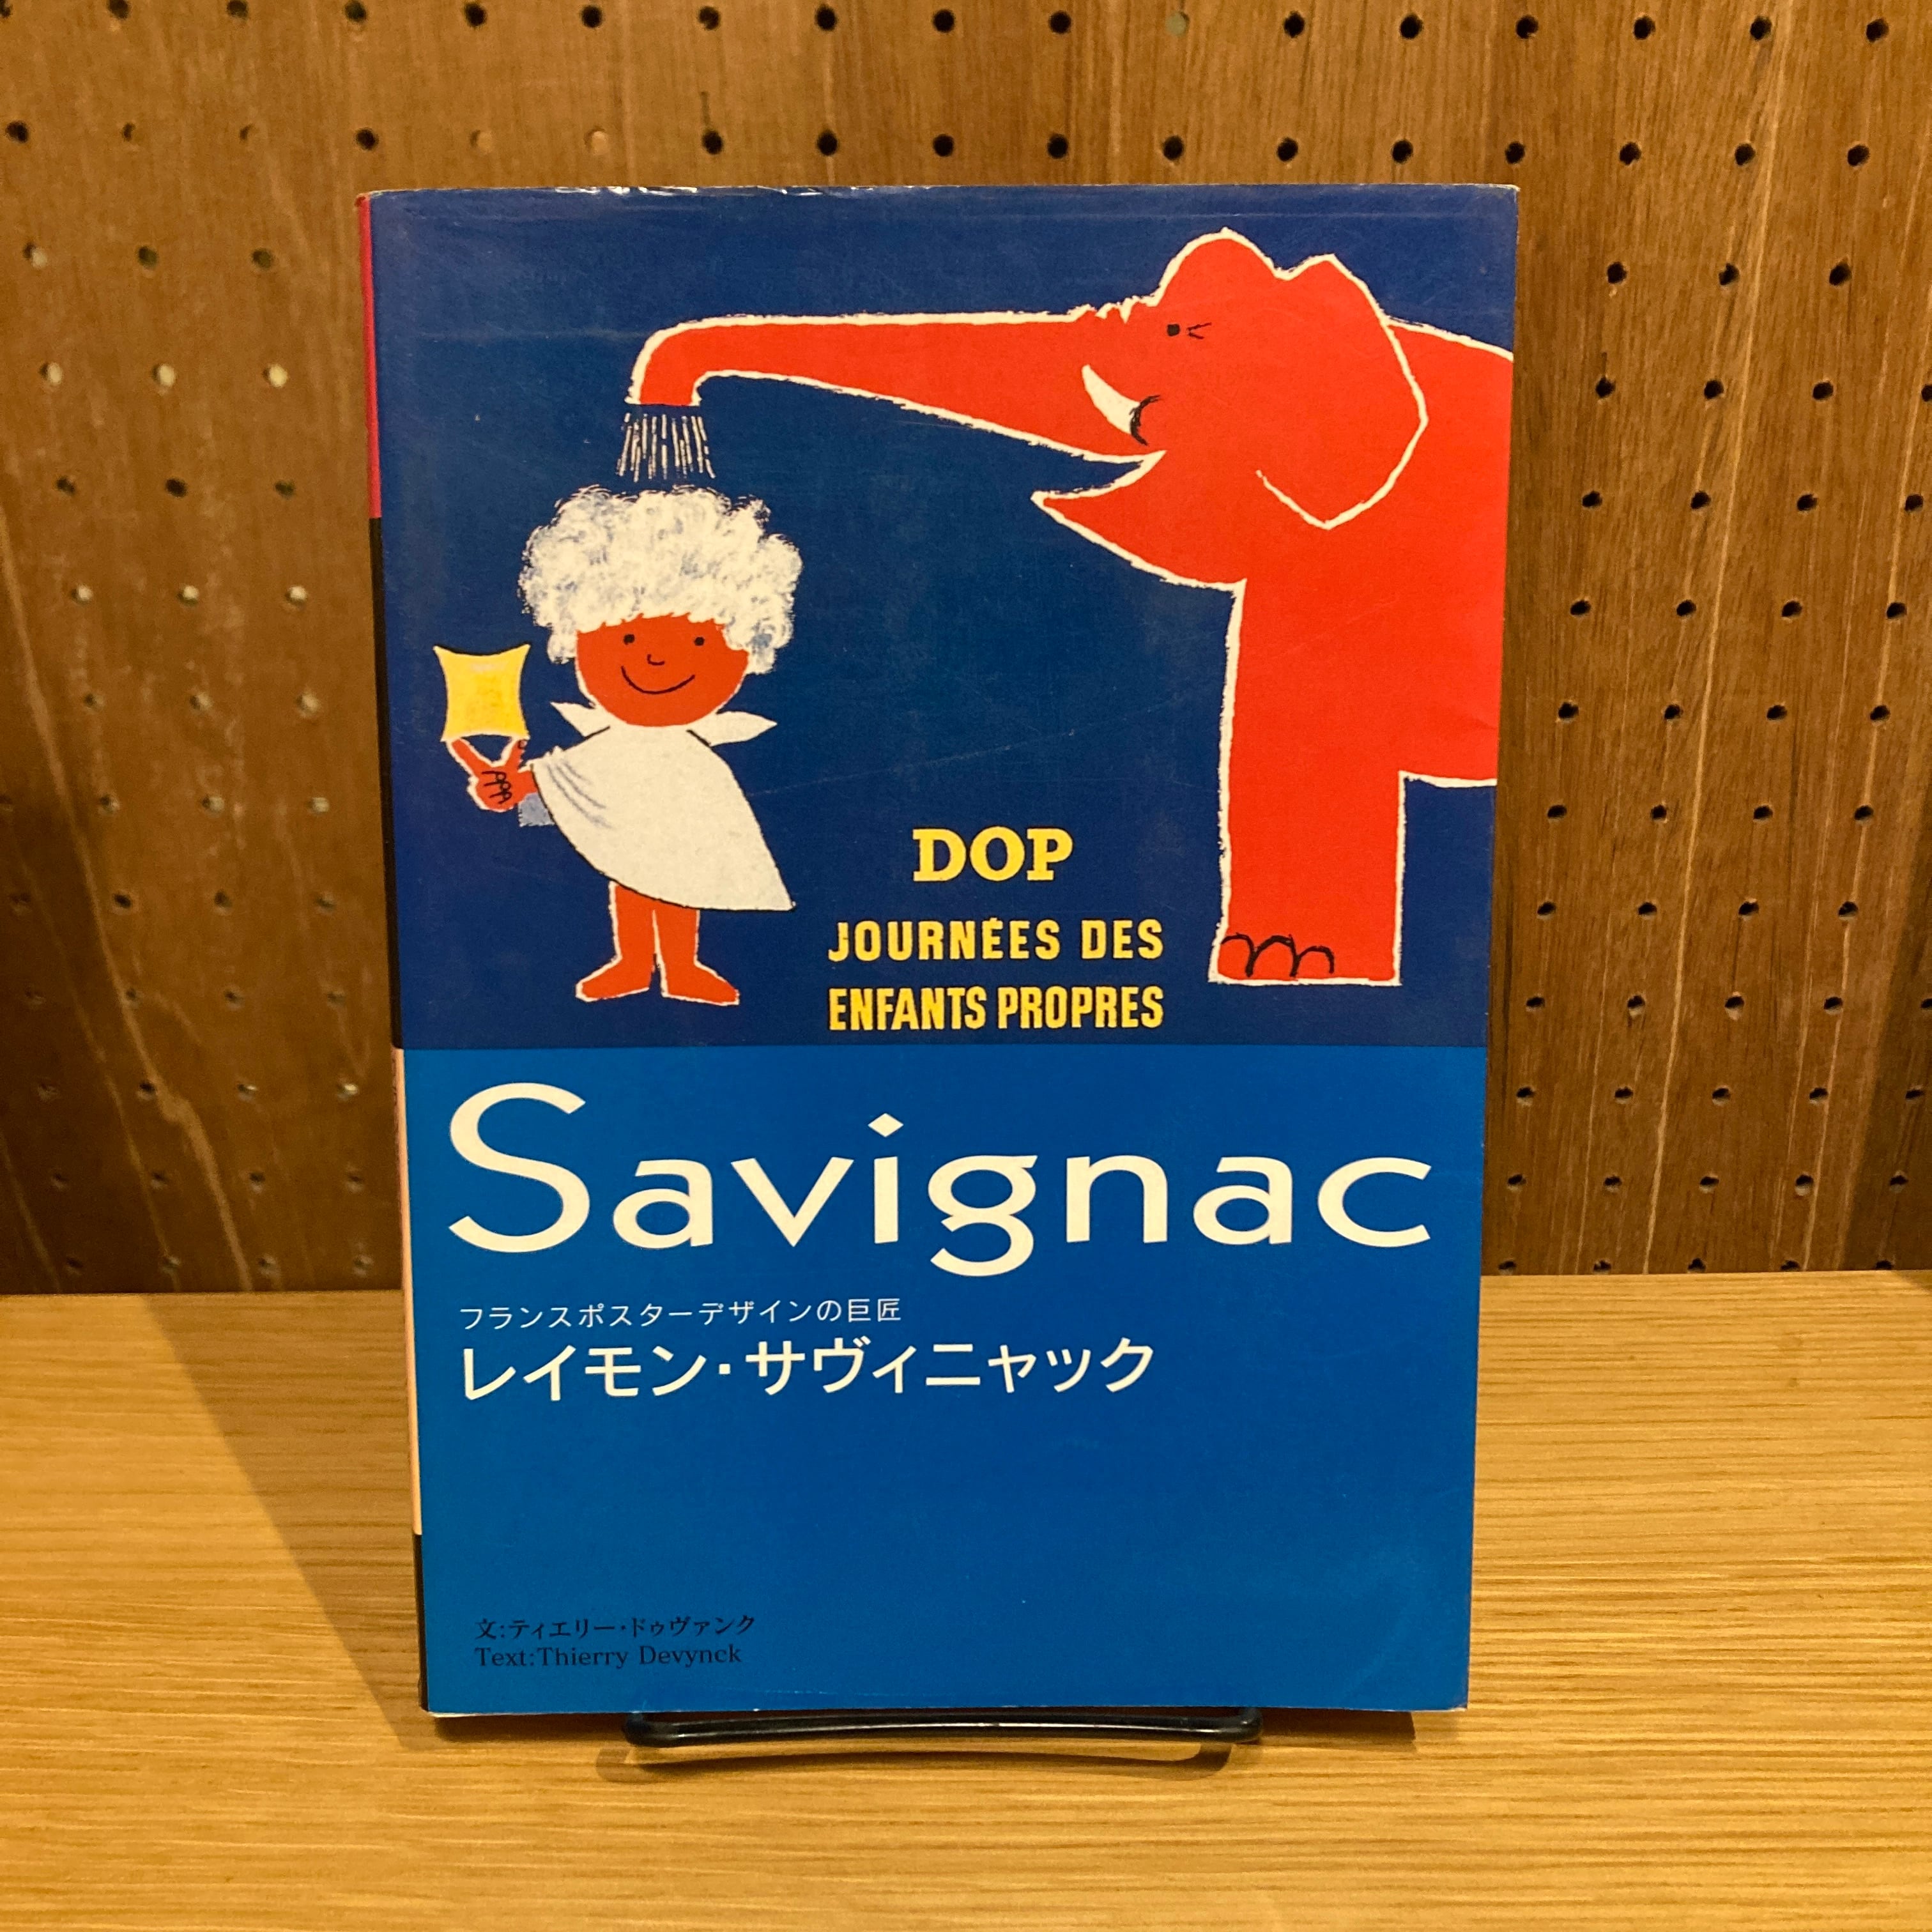 DOP
JOURNÉES DES
ENFANTS PROPRES
Savignac
フランスポスターデザインの巨匠
レイモン・サヴィニャック
文:ティエリー・ドゥヴァンク
Text:Thierry Devynck